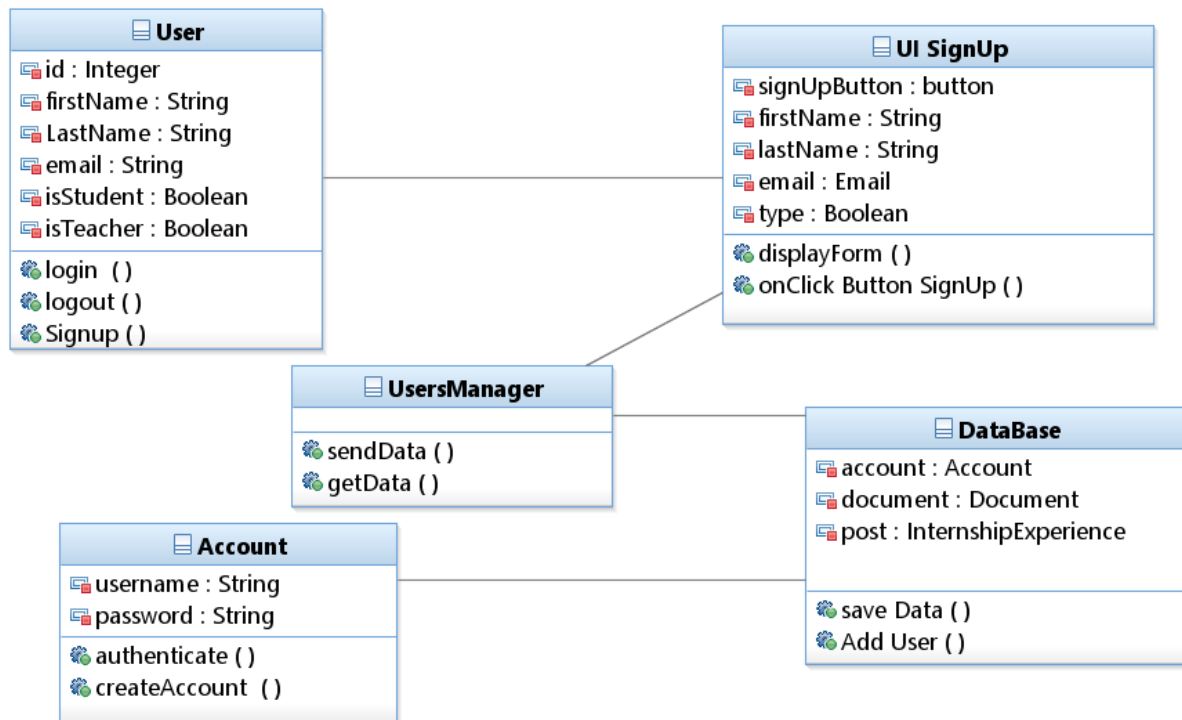 User
id : Integer
firstName : String
LastName : String
email : String
isStudent : Boolean
isTeacher : Boolean
login ()
logout ( )
Signup ( )
UI SignUp
signUpButton : button
firstName : String
lastName : String
email : Email
type : Boolean
displayForm ( )
onClick Button SignUp ( )
UsersManager
sendData ( )
getData ( )
DataBase
account : Account
document : Document
post : InternshipExperience
save Data ( )
Add User ( )
Account
username : String
password : String
authenticate ( )
createAccount ( )